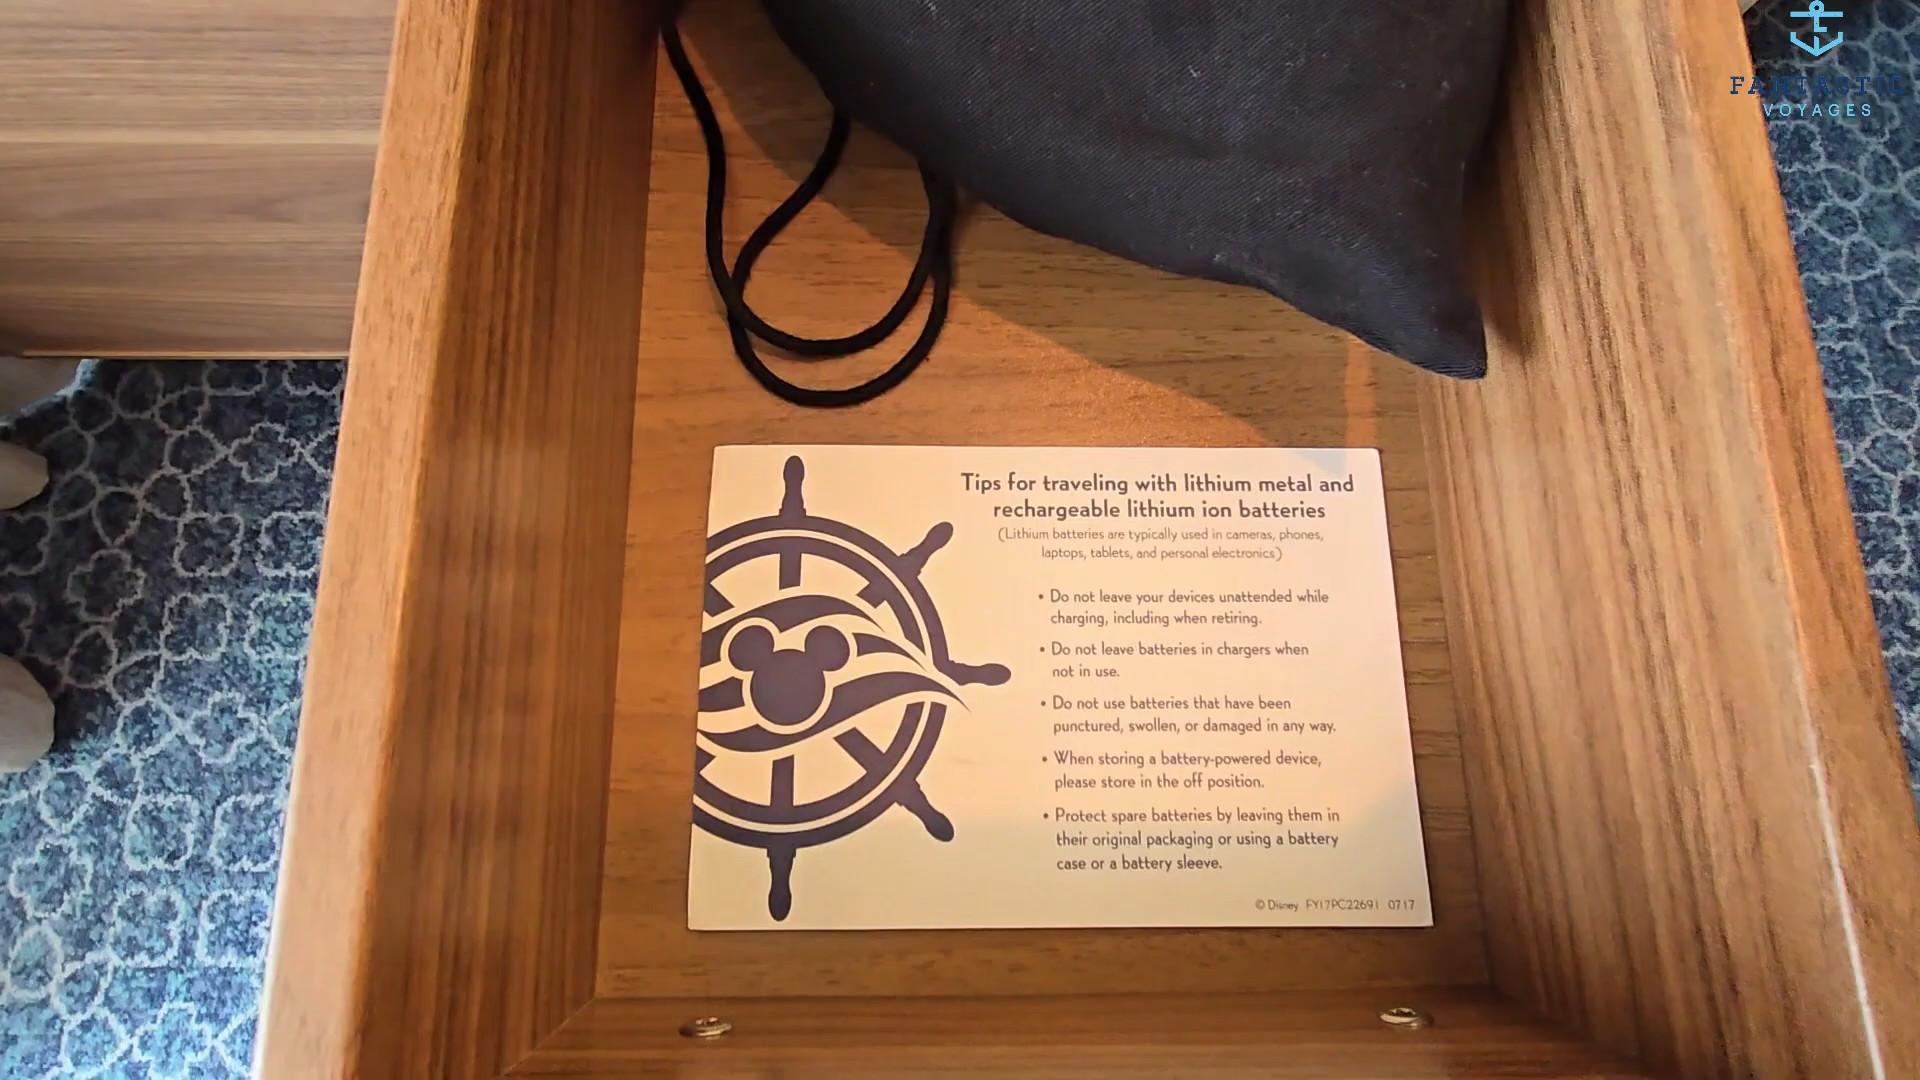 FANTASTIC
VOYAGES
Tips for traveling with lithium metal and
rechargeable lithium ion batteries
(Lithium batteries are typically used in cameras, phones,
laptops, tablets, and personal electronics)
• Do not leave your devices unattended while
charging, including when retiring.
• Do not leave batteries in chargers when
not in use.
• Do not use batteries that have been
punctured, swollen, or damaged in any way.
• When storing a battery-powered device,
please store in the off position.
• Protect spare batteries by leaving them in
their original packaging or using a battery
case or a battery sleeve.
© Disney FY17PC22691 0717